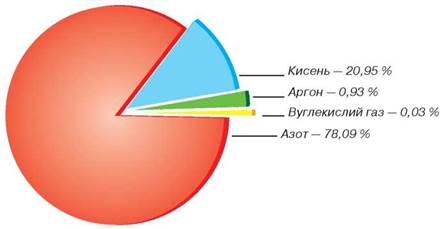 Кисень — 20,95 %
Аргон — 0,93 %
Вуглекислий газ — 0,03 %
Азот — 78,09 %